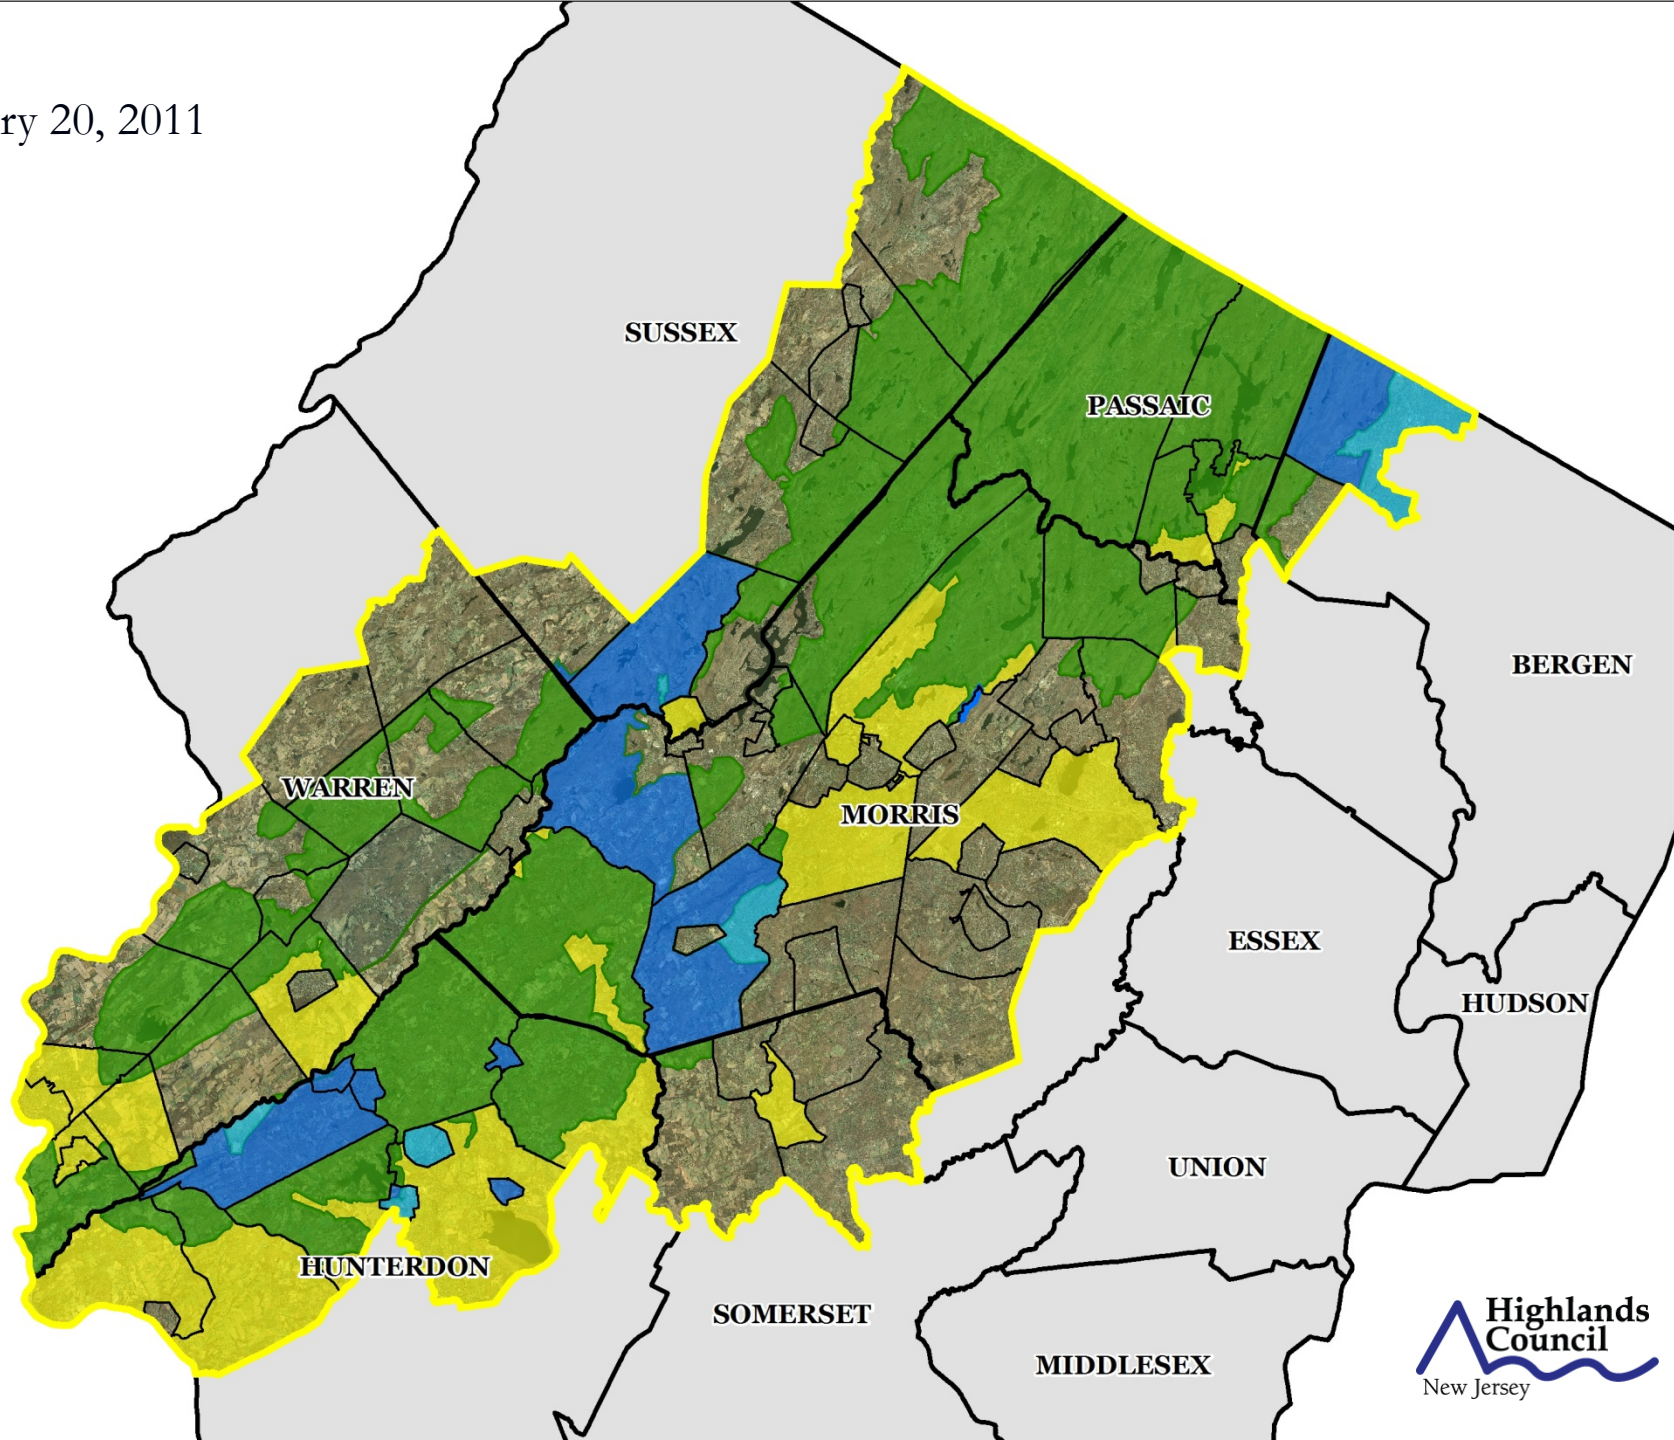 ry 20, 2011
SUSSEX
PASSAIC
BERGEN
WARREN
MORRIS
ESSEX
HUDSON
UNION
HUNTERDON
SOMERSET
MIDDLESEX
Highlands
Council
New Jersey